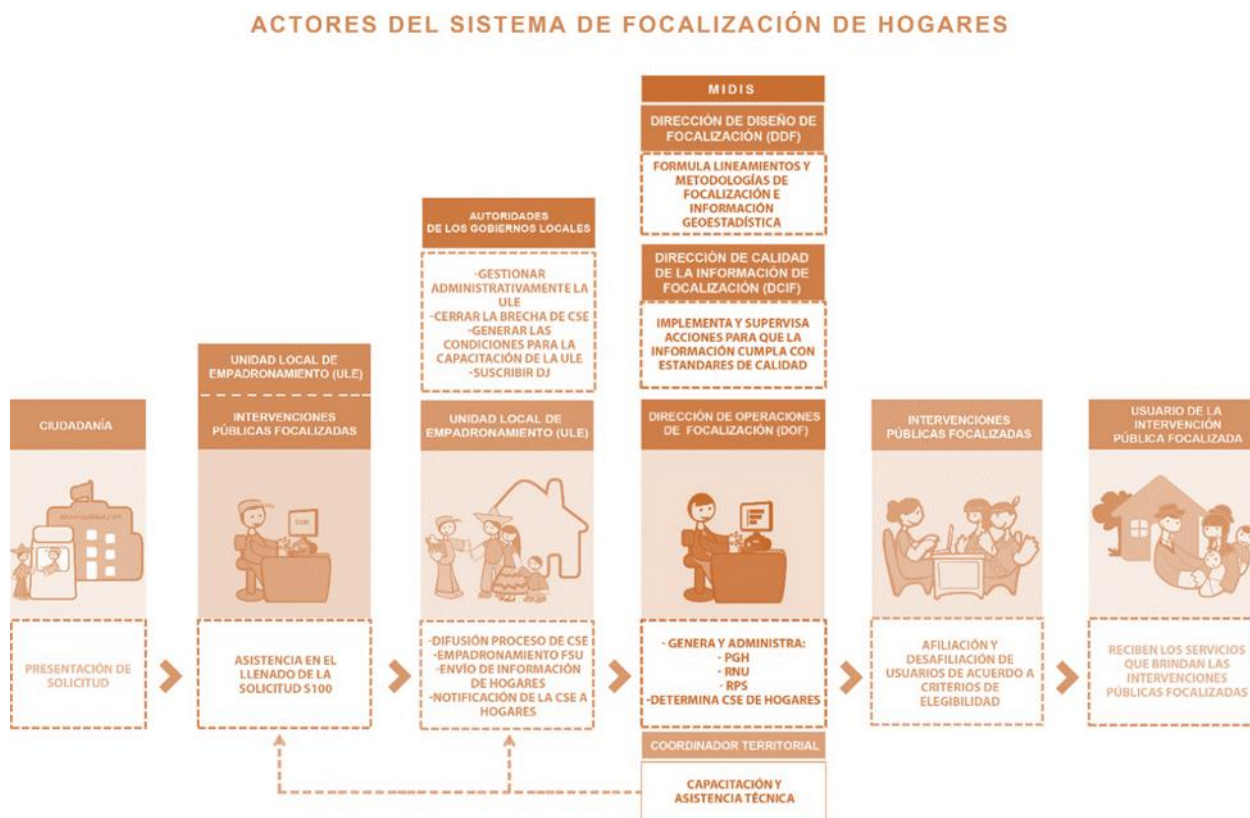 ACTORES DEL SISTEMA DE FOCALIZACIÓN DE HOGARES
CIUDADANÍA
PRESENTACIÓN DE
SOLICITUD
UNIDAD LOCAL DE
EMPADRONAMIENTO (ULE)
INTERVENCIONES
PÚBLICAS FOCALIZADAS
ASISTENCIA EN EL
LLENADO DE LA
SOLICITUD S100
AUTORIDADES
DE LOS GOBIERNOS LOCALES
-GESTIONAR
ADMINISTRATIVAMENTE LA
ULE
-CERRAR LA BRECHA DE CSE
-GENERAR LAS
CONDICIONES PARA LA
CAPACITACIÓN DE LA ULE
-SUSCRIBIR DJ
UNIDAD LOCAL DE
EMPADRONAMIENTO (ULE)
-DIFUSIÓN PROCESO DE CSE
-EMPADRONAMIENTO FSU
-ENVÍO DE INFORMACIÓN
DE HOGARES
-NOTIFICACIÓN DE LA CSE A
HOGARES
MIDIS
DIRECCIÓN DE DISEÑO DE
FOCALIZACIÓN (DDF)
FORMULA LINEAMIENTOS Y
METODOLOGÍAS DE
FOCALIZACIÓN E
INFORMACIÓN
GEOESTADÍSTICA
DIRECCIÓN DE CALIDAD
DE LA INFORMACIÓN DE
FOCALIZACIÓN (DCIF)
IMPLEMENTA Y SUPERVISA
ACCIONES PARA QUE LA
INFORMACIÓN CUMPLA CON
ESTANDARES DE CALIDAD
DIRECCIÓN DE OPERACIONES
DE FOCALIZACIÓN (DOF)
- GENERA Y ADMINISTRA:
- PGH
- RNU
- RPS
-DETERMINA CSE DE HOGARES
COORDINADOR TERRITORIAL
CAPACITACIÓN Y
ASISTENCIA TÉCNICA
INTERVENCIONES
PÚBLICAS FOCALIZADAS
AFILIACIÓN Y
DESAFILIACIÓN DE
USUARIOS DE ACUERDO A
CRITERIOS DE
ELEGIBILIDAD
USUARIO DE LA
INTERVENCIÓN
PÚBLICA FOCALIZADA
RECIBEN LOS SERVICIOS
QUE BRINDAN LAS
INTERVENCIONES
PÚBLICAS FOCALIZADAS